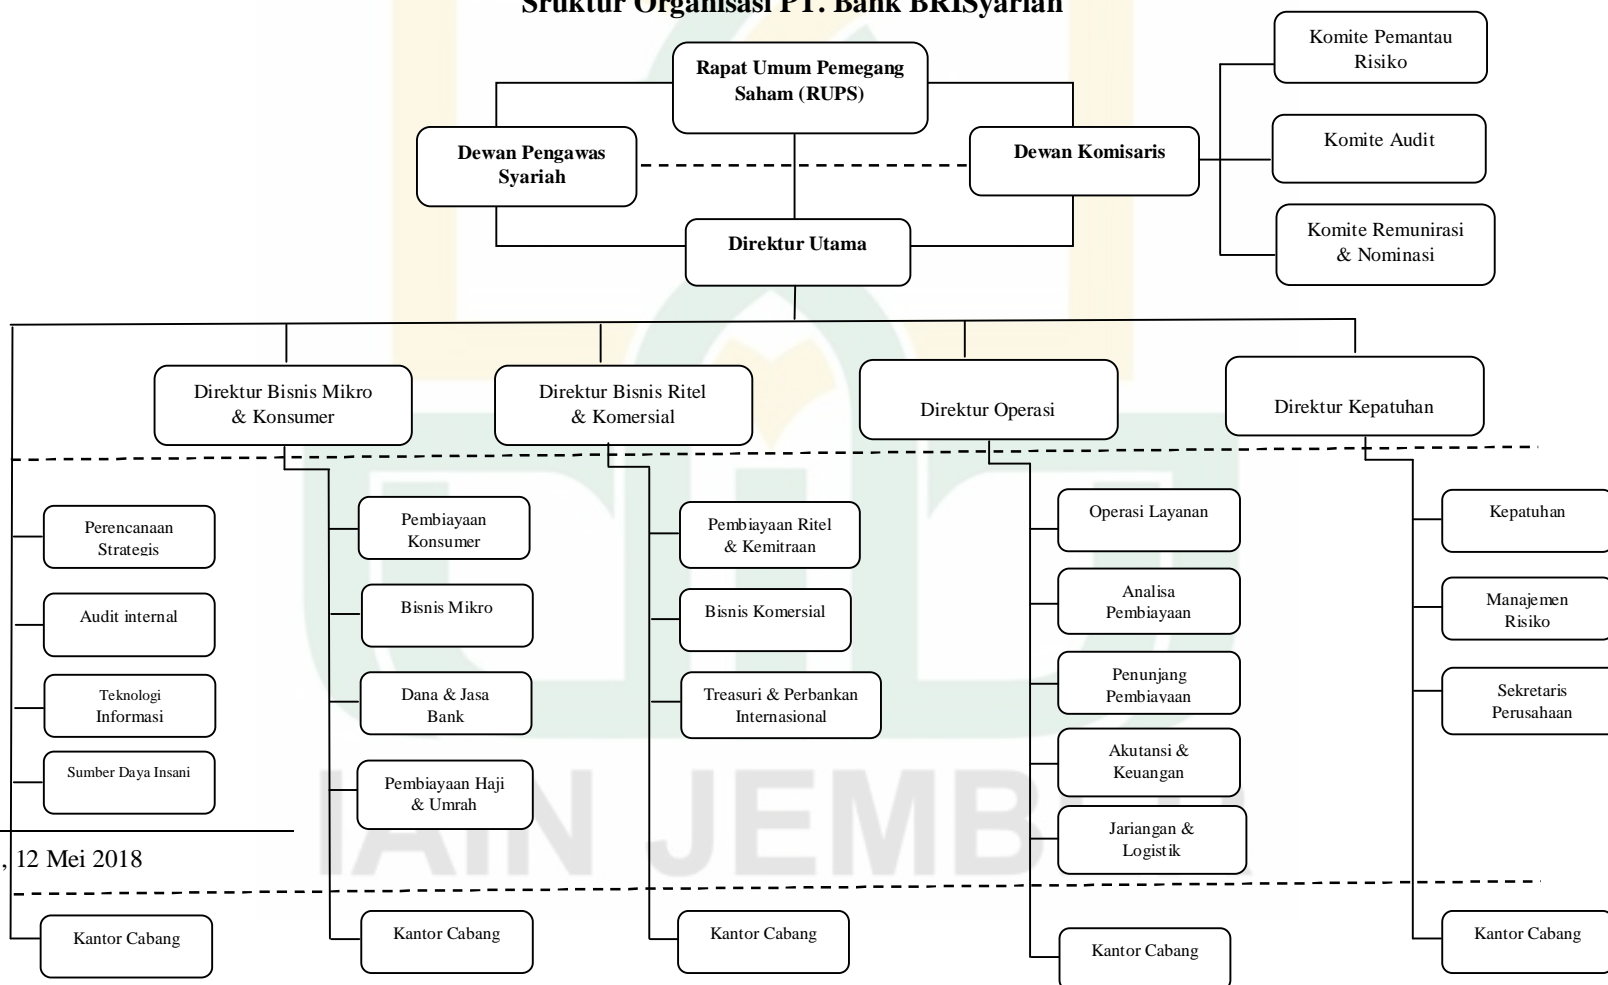 Sruktur Organisasi PT. Bank BRISyariah
Rapat Umum Pemegang
Saham (RUPS)
Dewan Pengawas
Syariah
Dewan Komisaris
Direktur Utama
Komite Pemantau
Risiko
Komite Audit
Komite Remunirasi
& Nominasi
Direktur Bisnis Mikro
& Konsumer
Direktur Bisnis Ritel
& Komersial
Direktur Operasi
Direktur Kepatuhan
Perencanaan
Strategis
Audit internal
Teknologi
Informasi
Sumber Daya Insani
Pembiayaan
Konsumer
Bisnis Mikro
Dana & Jasa
Bank
Pembiayaan Haji
& Umrah
Pembiayaan Ritel
& Kemitraan
Bisnis Komersial
Treasuri & Perbankan
Internasional
Operasi Layanan
Analisa
Pembiayaan
Penunjang
Pembiayaan
Akutansi &
Keuangan
Jariangan &
Logistik
Kepatuhan
Manajemen
Risiko
Sekretaris
Perusahaan
, 12 Mei 2018
Kantor Cabang
Kantor Cabang
Kantor Cabang
Kantor Cabang
Kantor Cabang
IAIN JEMBER